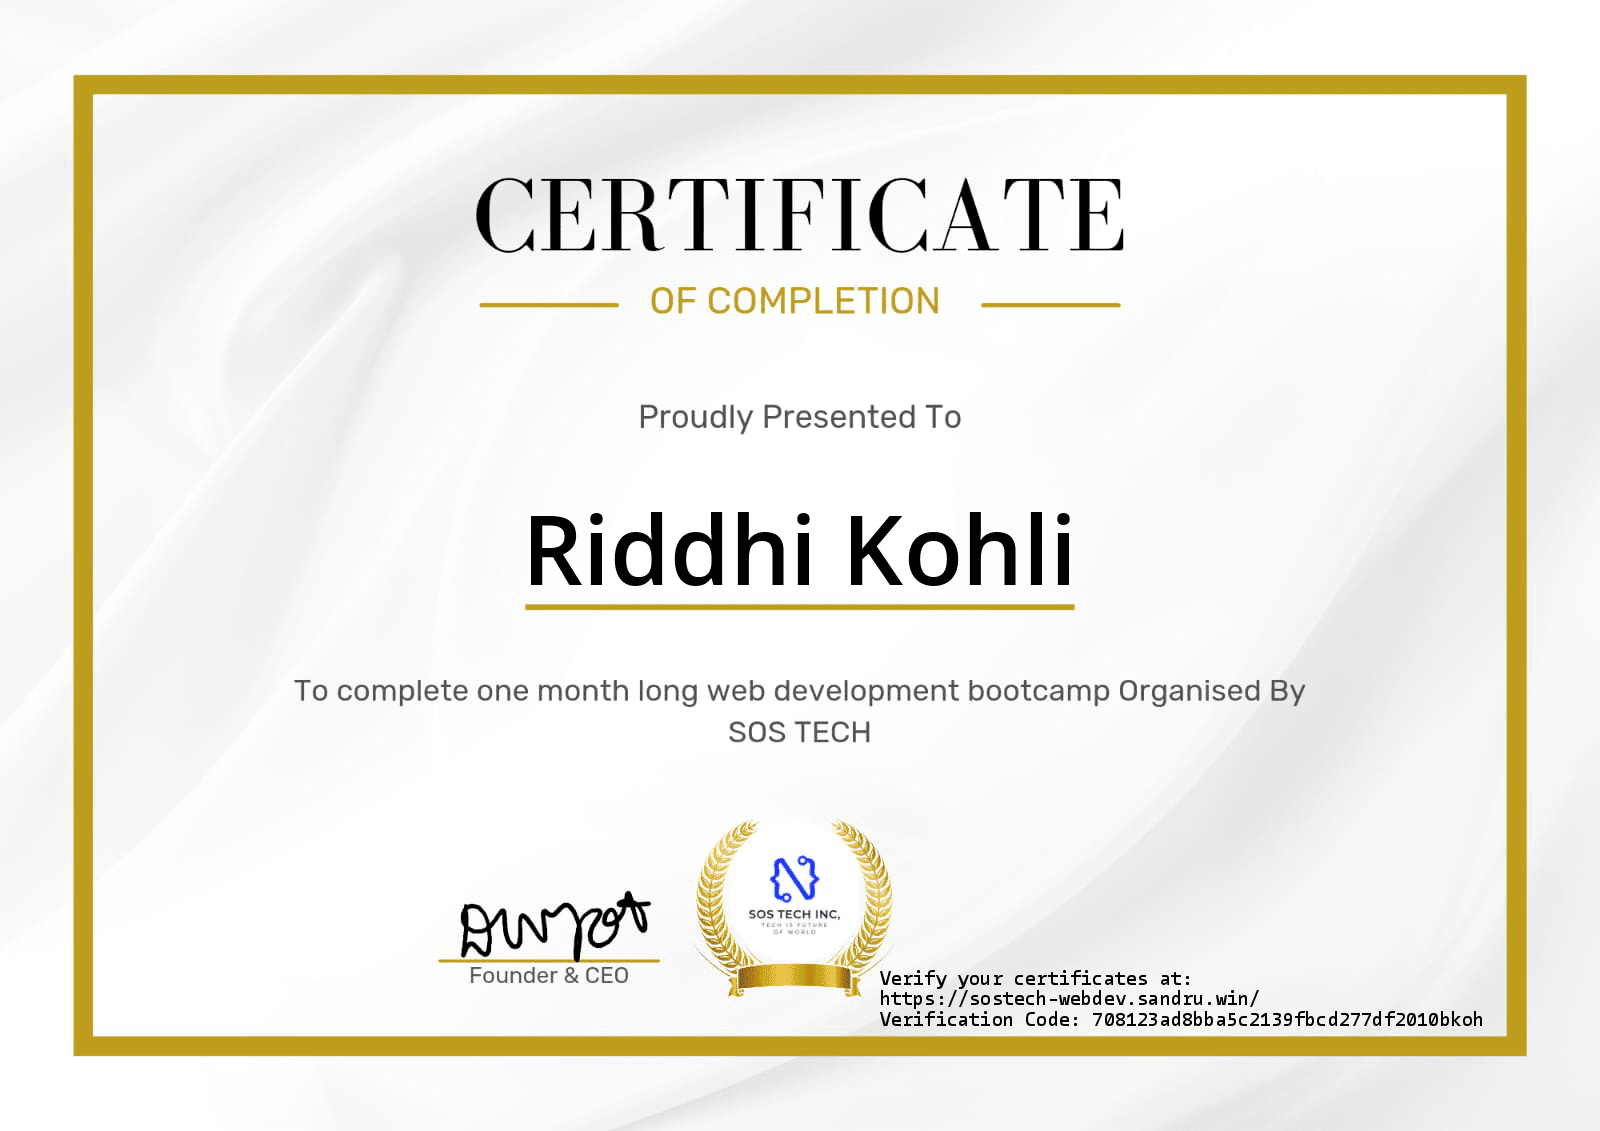 CERTIFICATE
OF COMPLETION
Proudly Presented To
Riddhi Kohli
To complete one month long web development bootcamp Organised By
SOS TECH
Founder & CEO
SOS TECH INC,
TECH IS FUTURE
OF WORLD
Verify your certificates at:
https://sostech-webdev.sandru.win/
Verification Code: 708123ad8bba5c2139fbcd277df2010bkoh